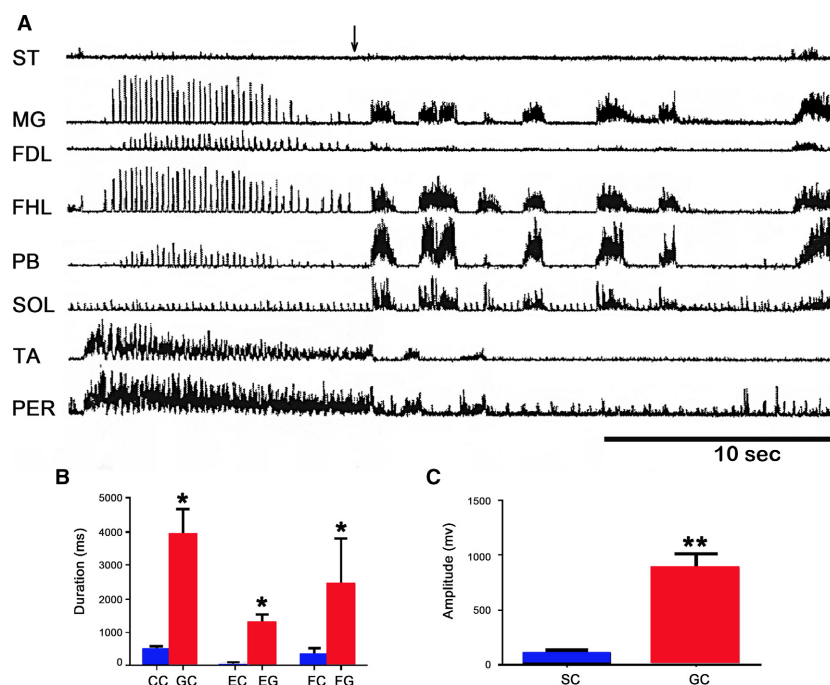 A
ST
MG
FDL
FHL
PB
SOL
TA
PER
10 sec
B
Duration (ms)
5000
4000
3000
2000
1000
0
*
*
*
CC GC EC EG FC FG
C
Amplitude (mv)
1500
1000
500
0
**
SC GC